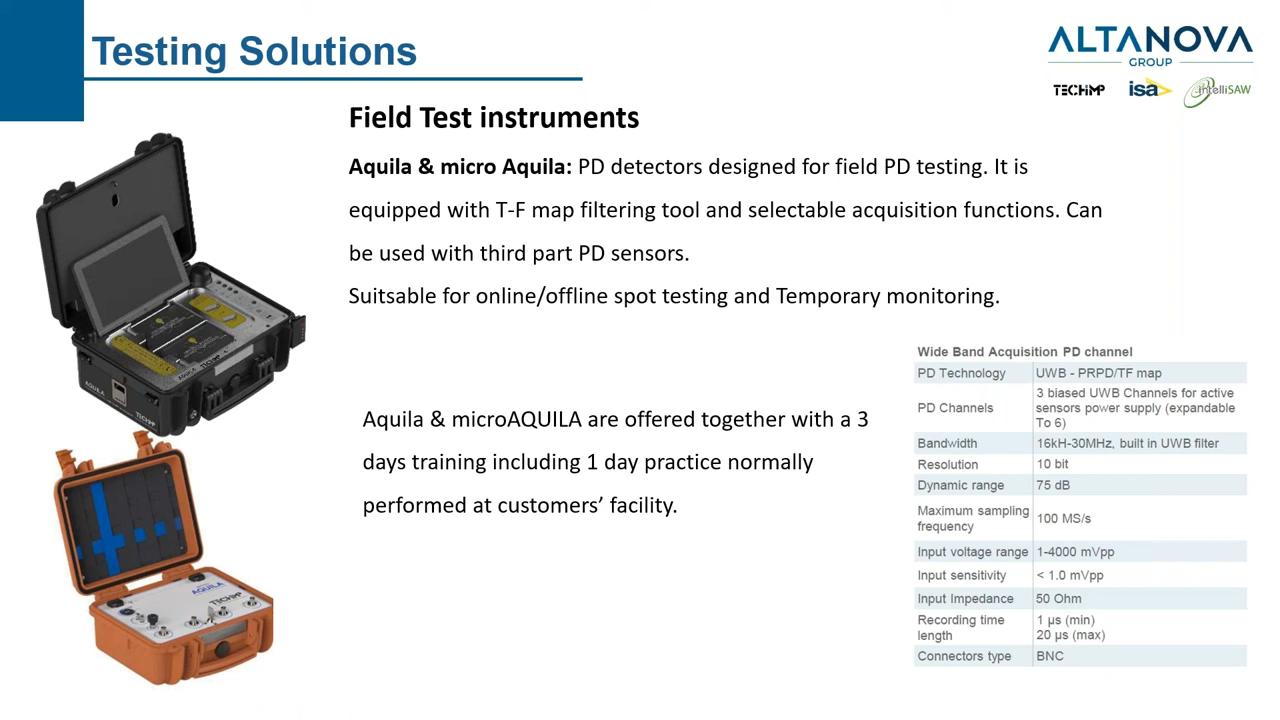 Testing Solutions
ALTANOVA
GROUP
TECHIMP
isa
intelliSAW
Field Test instruments
Aquila & micro Aquila: PD detectors designed for field PD testing. It is
equipped with T-F map filtering tool and selectable acquisition functions. Can
be used with third part PD sensors.
Suitsable for online/offline spot testing and Temporary monitoring.
Aquila & microAQUILA are offered together with a 3
days training including 1 day practice normally
performed at customers’ facility.
Wide Band Acquisition PD channel
PD Technology UWB - PRPD/TF map
PD Channels 3 biased UWB Channels for active
sensors power supply (expandable
To 6)
Bandwidth 16kH-30MHz, built in UWB filter
Resolution 10 bit
Dynamic range 75 dB
Maximum sampling
frequency 100 MS/s
Input voltage range 1-4000 mVpp
Input sensitivity < 1.0 mVpp
Input Impedance 50 Ohm
Recording time
length 1 µs (min)
20 µs (max)
Connectors type BNC
AQUILA
TECHIMP
AQUILA
TECHIMP